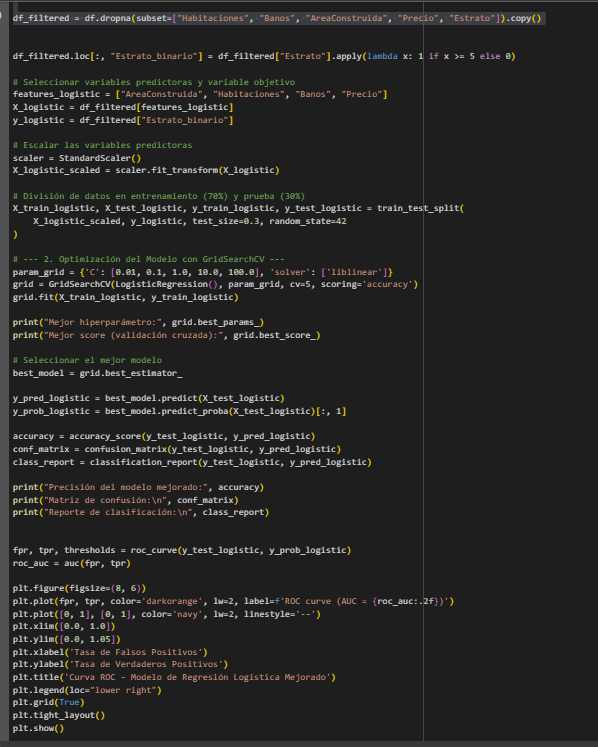 df_filtered = df.dropna(subset=["Habitaciones", "Banos", "AreaConstruida", "Precio", "Estrato"]).copy()
df_filtered.loc[:, "Estrato_binario"] = df_filtered["Estrato"].apply(lambda x: 1 if x >= 5 else 0)
# Seleccionar variables predictoras y variable objetivo
features_logistic = ["AreaConstruida", "Habitaciones", "Banos", "Precio"]
X_logistic = df_filtered[features_logistic]
y_logistic = df_filtered["Estrato_binario"]
# Escalar las variables predictoras
scaler = StandardScaler()
X_logistic_scaled = scaler.fit_transform(X_logistic)
# División de datos en entrenamiento (70%) y prueba (30%)
X_train_logistic, X_test_logistic, y_train_logistic, y_test_logistic = train_test_split(
    X_logistic_scaled, y_logistic, test_size=0.3, random_state=42
)
# --- 2. Optimización del Modelo con GridSearchCV ---
param_grid = {'C': [0.01, 0.1, 1.0, 10.0, 100.0], 'solver': ['liblinear']}
grid = GridSearchCV(LogisticRegression(), param_grid, cv=5, scoring='accuracy')
grid.fit(X_train_logistic, y_train_logistic)
print("Mejor hiperparámetro:", grid.best_params_)
print("Mejor score (validación cruzada):", grid.best_score_)
# Seleccionar el mejor modelo
best_model = grid.best_estimator_
y_pred_logistic = best_model.predict(X_test_logistic)
y_prob_logistic = best_model.predict_proba(X_test_logistic)[:, 1]
accuracy = accuracy_score(y_test_logistic, y_pred_logistic)
conf_matrix = confusion_matrix(y_test_logistic, y_pred_logistic)
class_report = classification_report(y_test_logistic, y_pred_logistic)
print("Precisión del modelo mejorado:", accuracy)
print("Matriz de confusión:\n", conf_matrix)
print("Reporte de clasificación:\n", class_report)
fpr, tpr, thresholds = roc_curve(y_test_logistic, y_prob_logistic)
roc_auc = auc(fpr, tpr)
plt.figure(figsize=(8, 6))
plt.plot(fpr, tpr, color='darkorange', lw=2, label=f'ROC curve (AUC = {roc_auc:.2f})')
plt.plot([0, 1], [0, 1], color='navy', lw=2, linestyle='--')
plt.xlim([0.0, 1.0])
plt.ylim([0.0, 1.05])
plt.xlabel('Tasa de Falsos Positivos')
plt.ylabel('Tasa de Verdaderos Positivos')
plt.title('Curva ROC - Modelo de Regresión Logística Mejorado')
plt.legend(loc="lower right")
plt.grid(True)
plt.tight_layout()
plt.show()